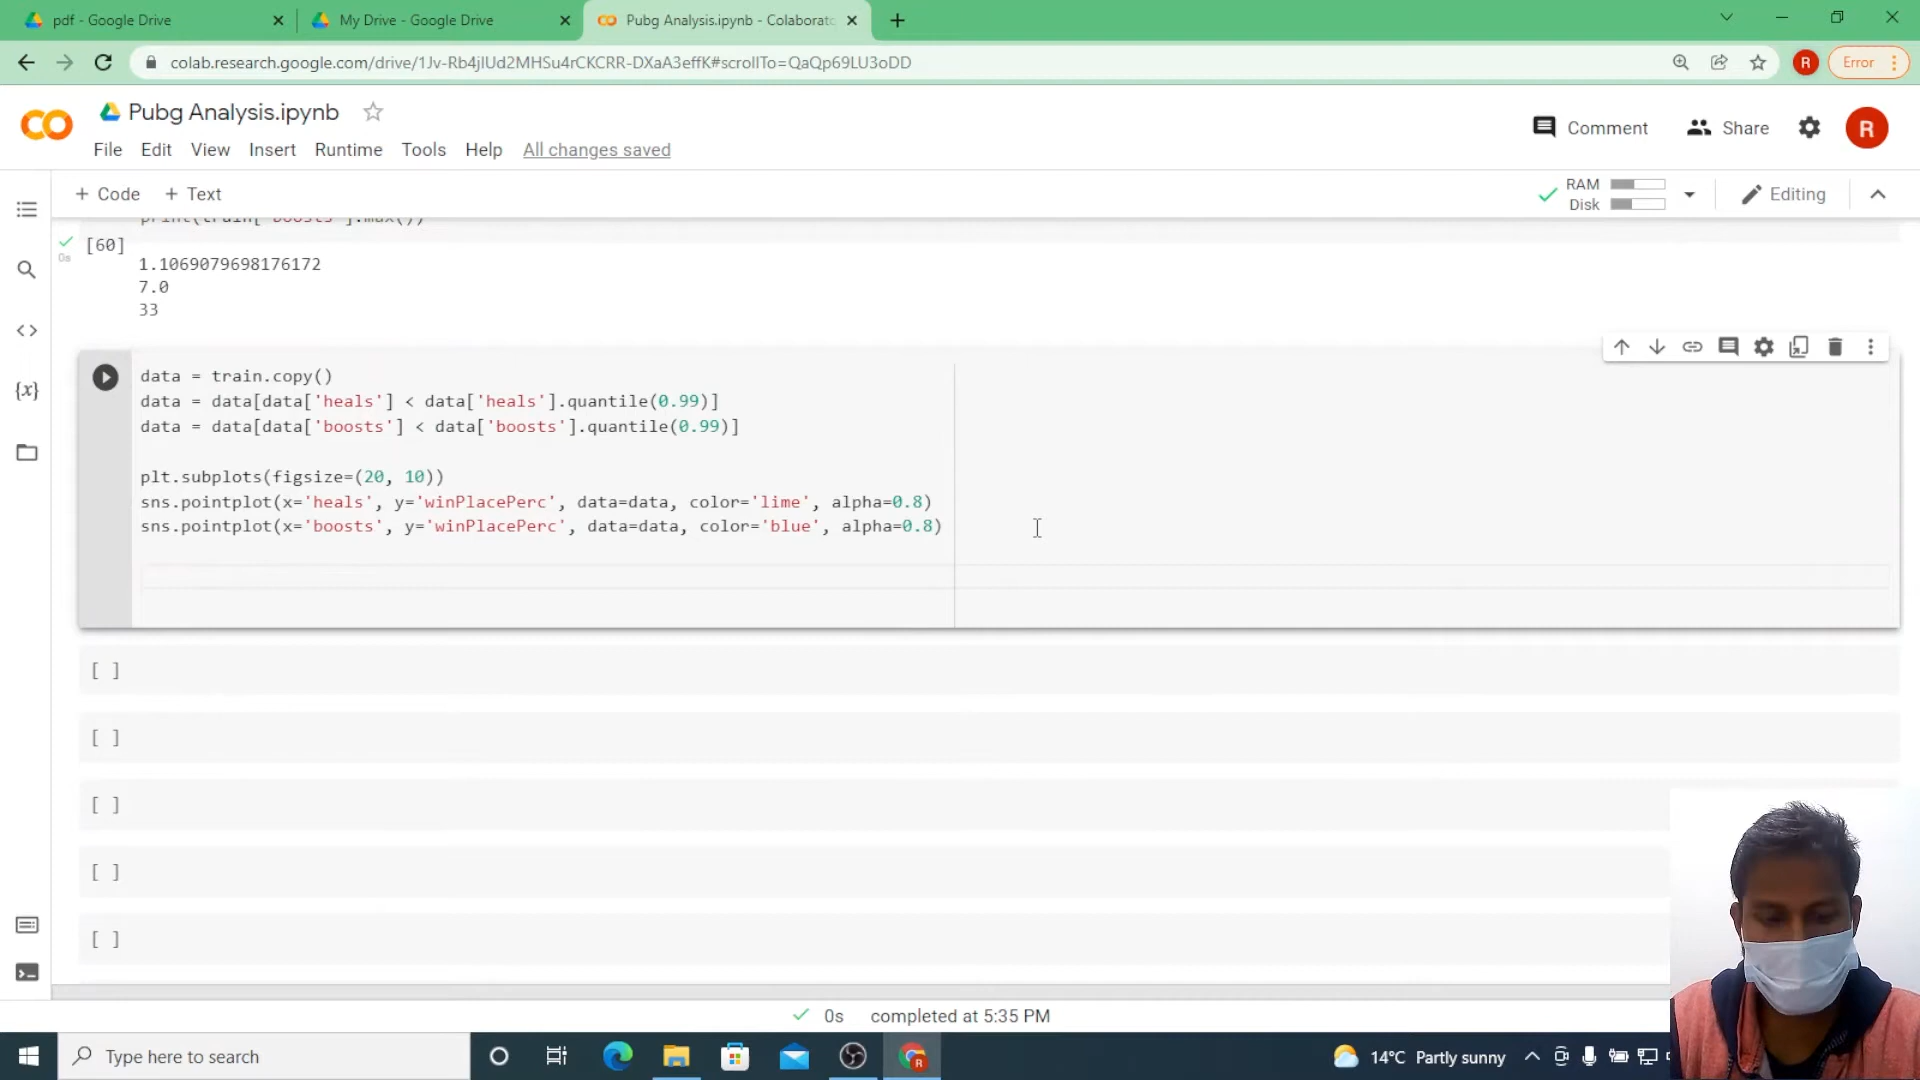 pdf - Google Drive
My Drive - Google Drive
Pubg Analysis.ipynb - Colaborato
colab.research.google.com/drive/1Jv-Rb4jlUd2MHSu4rCKCRR-DXaA3effK#scrollTo=QaQp69LU3oDD
R
Error
Pubg Analysis.ipynb
Comment
Share
R
File Edit View Insert Runtime Tools Help All changes saved
+ Code + Text
RAM
Disk
Editing
print(train['boosts'].max())
[60]
0s
1.1069079698176172
7.0
33
data = train.copy()
data = data[data['heals'] < data['heals'].quantile(0.99)]
data = data[data['boosts'] < data['boosts'].quantile(0.99)]
plt.subplots(figsize=(20, 10))
sns.pointplot(x='heals', y='winPlacePerc', data=data, color='lime', alpha=0.8)
sns.pointplot(x='boosts', y='winPlacePerc', data=data, color='blue', alpha=0.8)
[ ]
[ ]
[ ]
[ ]
[ ]
0s completed at 5:35 PM
Type here to search
14°C Partly sunny